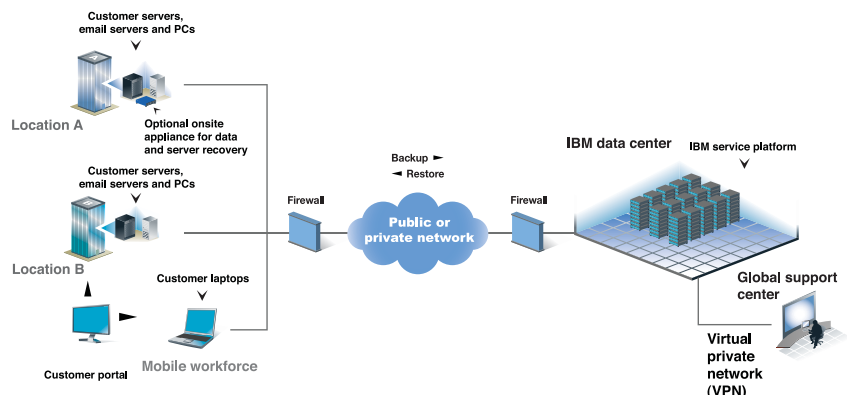 Customer servers,
email servers and PCs
A
Location A
Optional onsite
appliance for data
and server recovery
Customer servers,
email servers and PCs
B
Location B
Customer laptops
Mobile workforce
Customer portal
Firewall
Backup
Restore
Public or
private network
Firewall
IBM data center
IBM service platform
Global support
center
Virtual
private
network
(VPN)